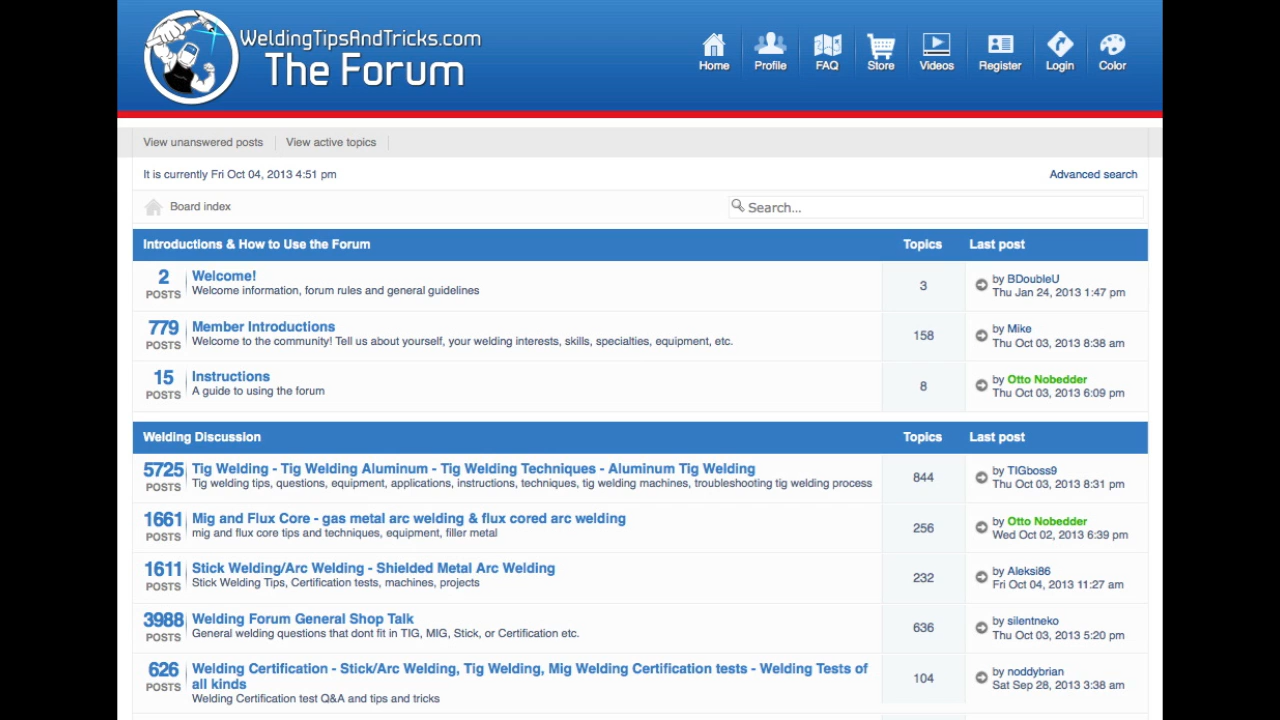 WeldingTipsAndTricks.com
The Forum
Home Profile FAQ Store Videos Register Login Color
View unanswered posts View active topics
It is currently Fri Oct 04, 2013 4:51 pm Advanced search
Board index Search...
Introductions & How to Use the Forum Topics Last post
2 POSTS
Welcome!
Welcome information, forum rules and general guidelines
3
by BDoubleU
Thu Jan 24, 2013 1:47 pm
779 POSTS
Member Introductions
Welcome to the community! Tell us about yourself, your welding interests, skills, specialties, equipment, etc.
158
by Mike
Thu Oct 03, 2013 8:38 am
15 POSTS
Instructions
A guide to using the forum
8
by Otto Nobedder
Thu Oct 03, 2013 6:09 pm
Welding Discussion Topics Last post
5725 POSTS
Tig Welding - Tig Welding Aluminum - Tig Welding Techniques - Aluminum Tig Welding
Tig welding tips, questions, equipment, applications, instructions, techniques, tig welding machines, troubleshooting tig welding process
844
by TIGboss9
Thu Oct 03, 2013 8:31 pm
1661 POSTS
Mig and Flux Core - gas metal arc welding & flux cored arc welding
mig and flux core tips and techniques, equipment, filler metal
256
by Otto Nobedder
Wed Oct 02, 2013 6:39 pm
1611 POSTS
Stick Welding/Arc Welding - Shielded Metal Arc Welding
Stick Welding Tips, Certification tests, machines, projects
232
by Aleksi86
Fri Oct 04, 2013 11:27 am
3988 POSTS
Welding Forum General Shop Talk
General welding questions that dont fit in TIG, MIG, Stick, or Certification etc.
636
by silentneko
Thu Oct 03, 2013 5:20 pm
626 POSTS
Welding Certification - Stick/Arc Welding, Tig Welding, Mig Welding Certification tests - Welding Tests of
all kinds
Welding Certification test Q&A and tips and tricks
104
by noddybrian
Sat Sep 28, 2013 3:38 am